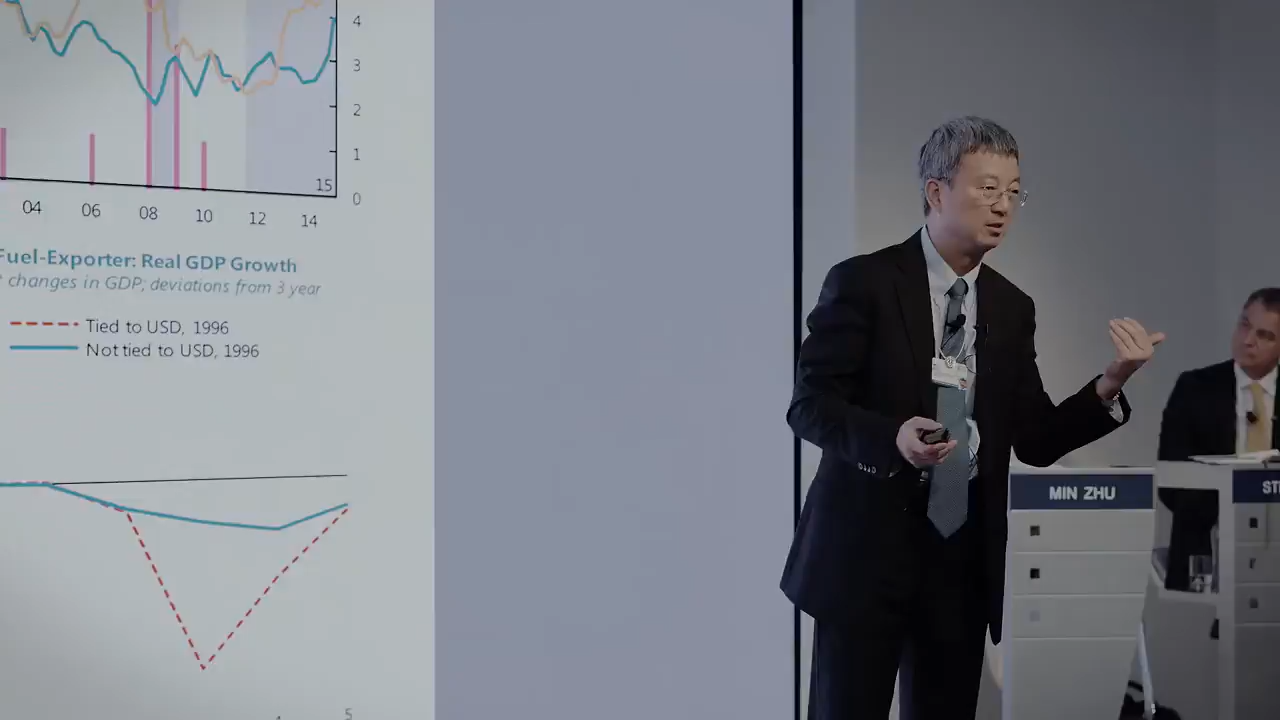 4
3
2
1
0
15
04 06 08 10 12 14
Fuel-Exporter: Real GDP Growth
changes in GDP; deviations from 3 year
Tied to USD, 1996
Not tied to USD, 1996
MIN ZHU
5